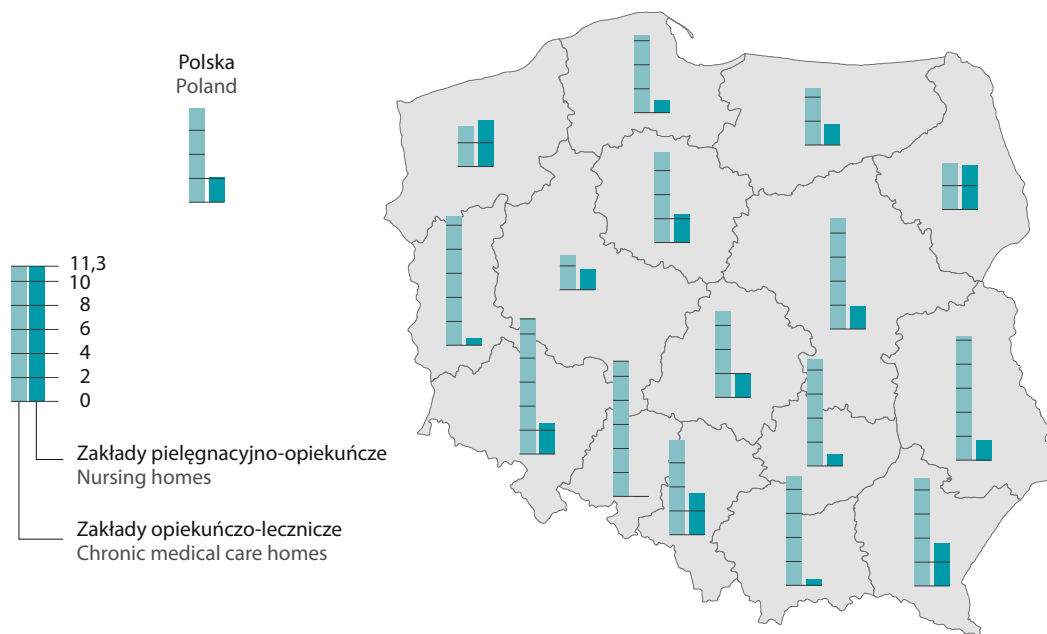 Polska
Poland
11,3
10
8
6
4
2
0
Zakłady pielęgnacyjno-opiekuńcze
Nursing homes
Zakłady opiekuńczo-lecznicze
Chronic medical care homes